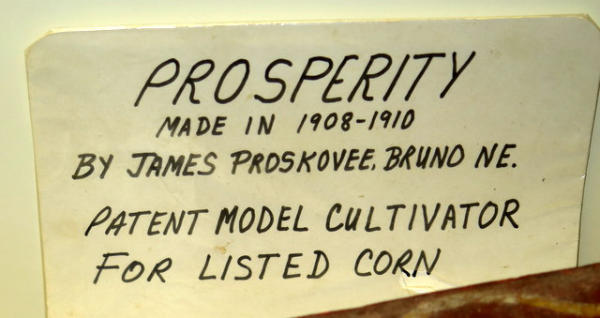 PROSPERITY
MADE IN 1908-1910
BY JAMES PROSKOVEE, BRUNO NE.
PATENT MODEL CULTIVATOR
FOR LISTED CORN